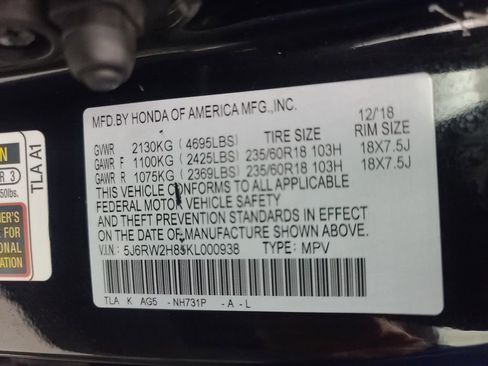 MFD.BY HONDA OF AMERICA MFG.,INC. 12/18
RIM SIZE
GVWR 2130KG (4695LBS)
GAWR F 1100KG (2425LBS) 235/60R18 103H 18X7.5J
GAWR R 1075KG (2369LBS) 235/60R18 103H 18X7.5J
THIS VEHICLE CONFORMS TO ALL APPLICABLE
FEDERAL MOTOR VEHICLE SAFETY
AND THEFT PREVENTION STANDARDS IN EFFECT
ON THE DATE OF MANUFACTURE SHOWN ABOVE.
V.I.N.: 5J6RW2H85KL000938 TYPE: MPV
TLA K AG5 -NH731P -A-L
TLA A1
R 3
50lbs.